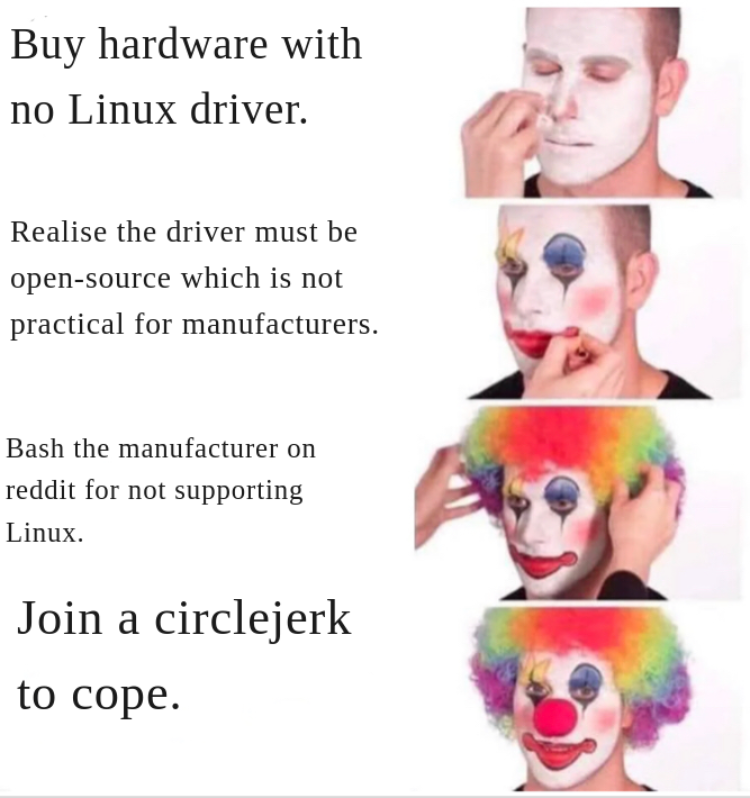 Buy hardware with
no Linux driver.
Realise the driver must be
open-source which is not
practical for manufacturers.
Bash the manufacturer on
reddit for not supporting
Linux.
Join a circlejerk
to cope.